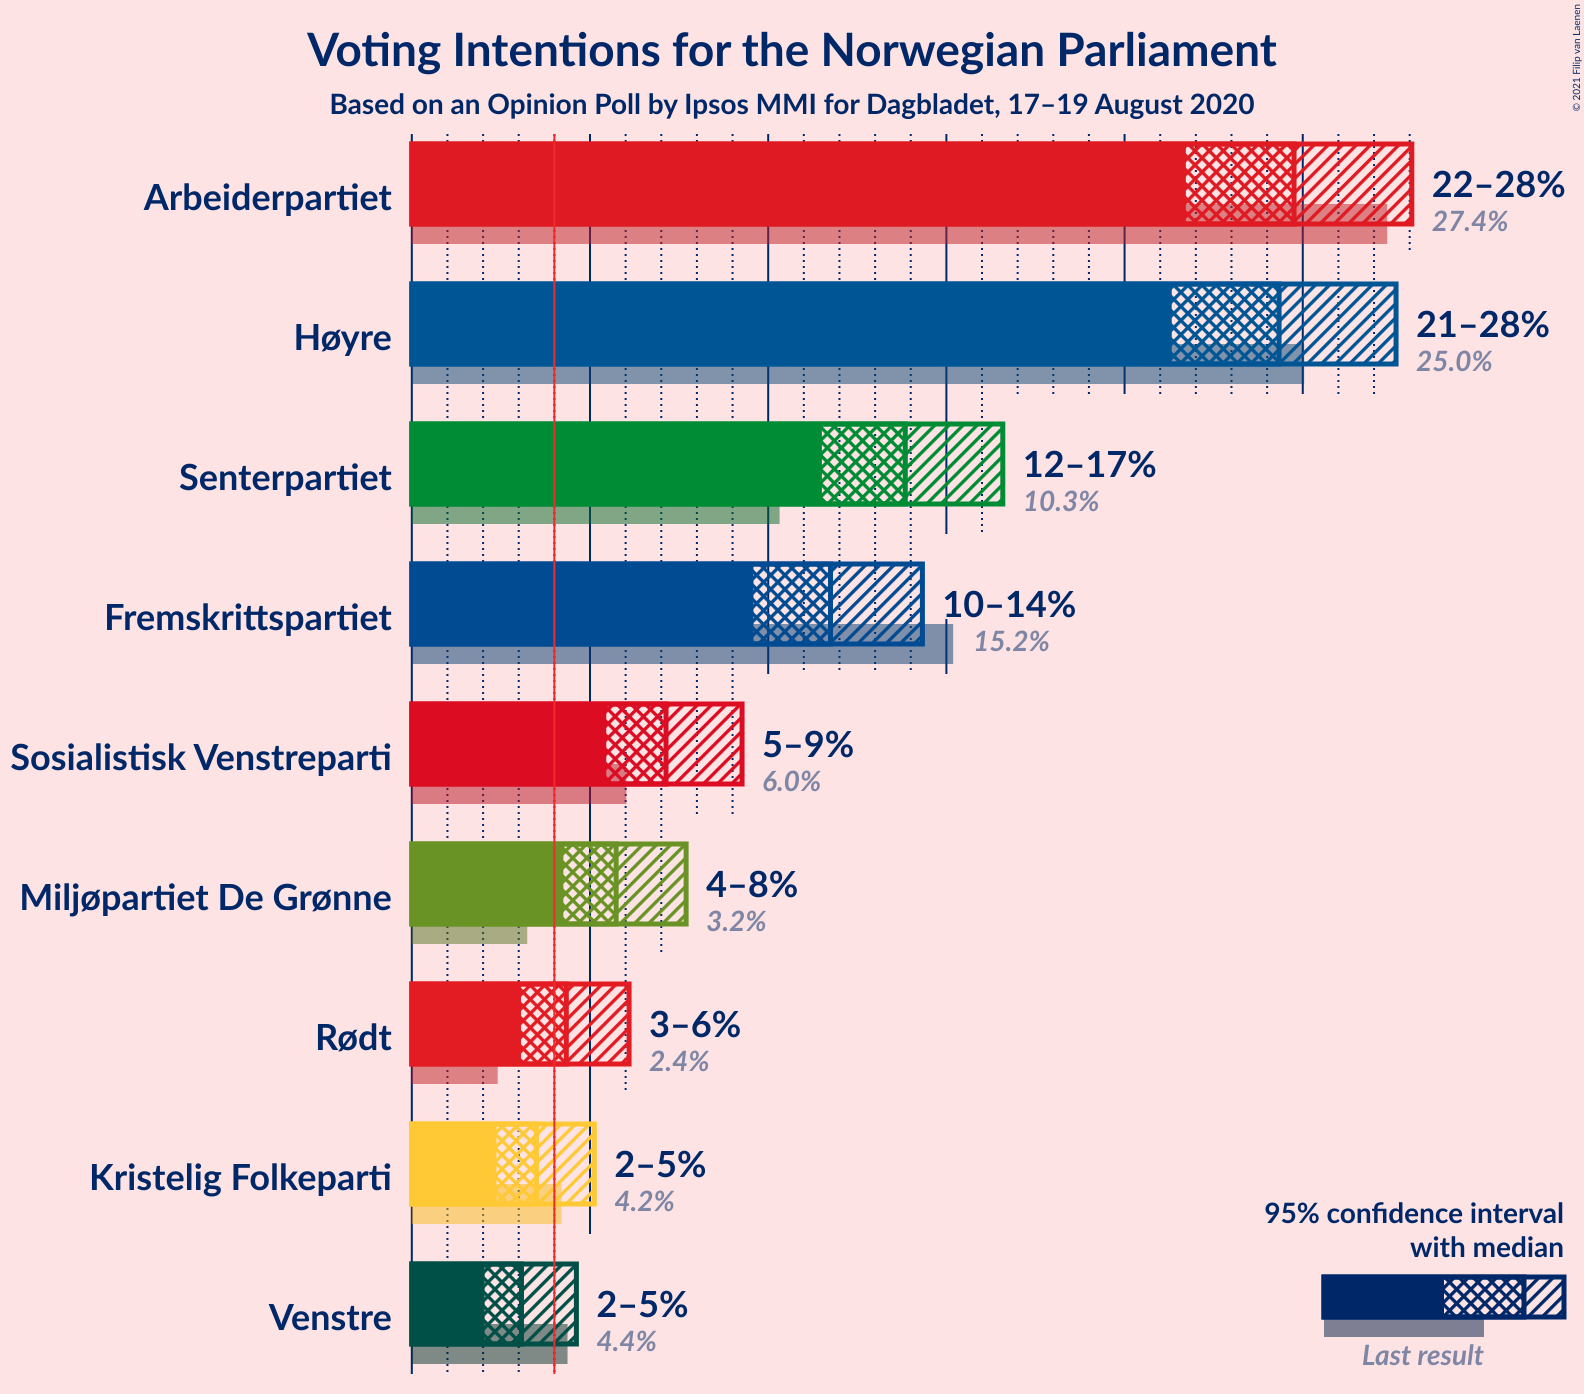 Voting Intentions for the Norwegian Parliament
Based on an Opinion Poll by Ipsos MMI for Dagbladet, 17–19 August 2020
© 2021 Filip van Laenen
Arbeiderpartiet
22–28%
27.4%
Høyre
21–28%
25.0%
Senterpartiet
12–17%
10.3%
Fremskrittspartiet
10–14%
15.2%
Sosialistisk Venstreparti
5–9%
6.0%
Miljøpartiet De Grønne
4–8%
3.2%
Rødt
3–6%
2.4%
Kristelig Folkeparti
2–5%
4.2%
Venstre
2–5%
4.4%
95% confidence interval
with median
Last result